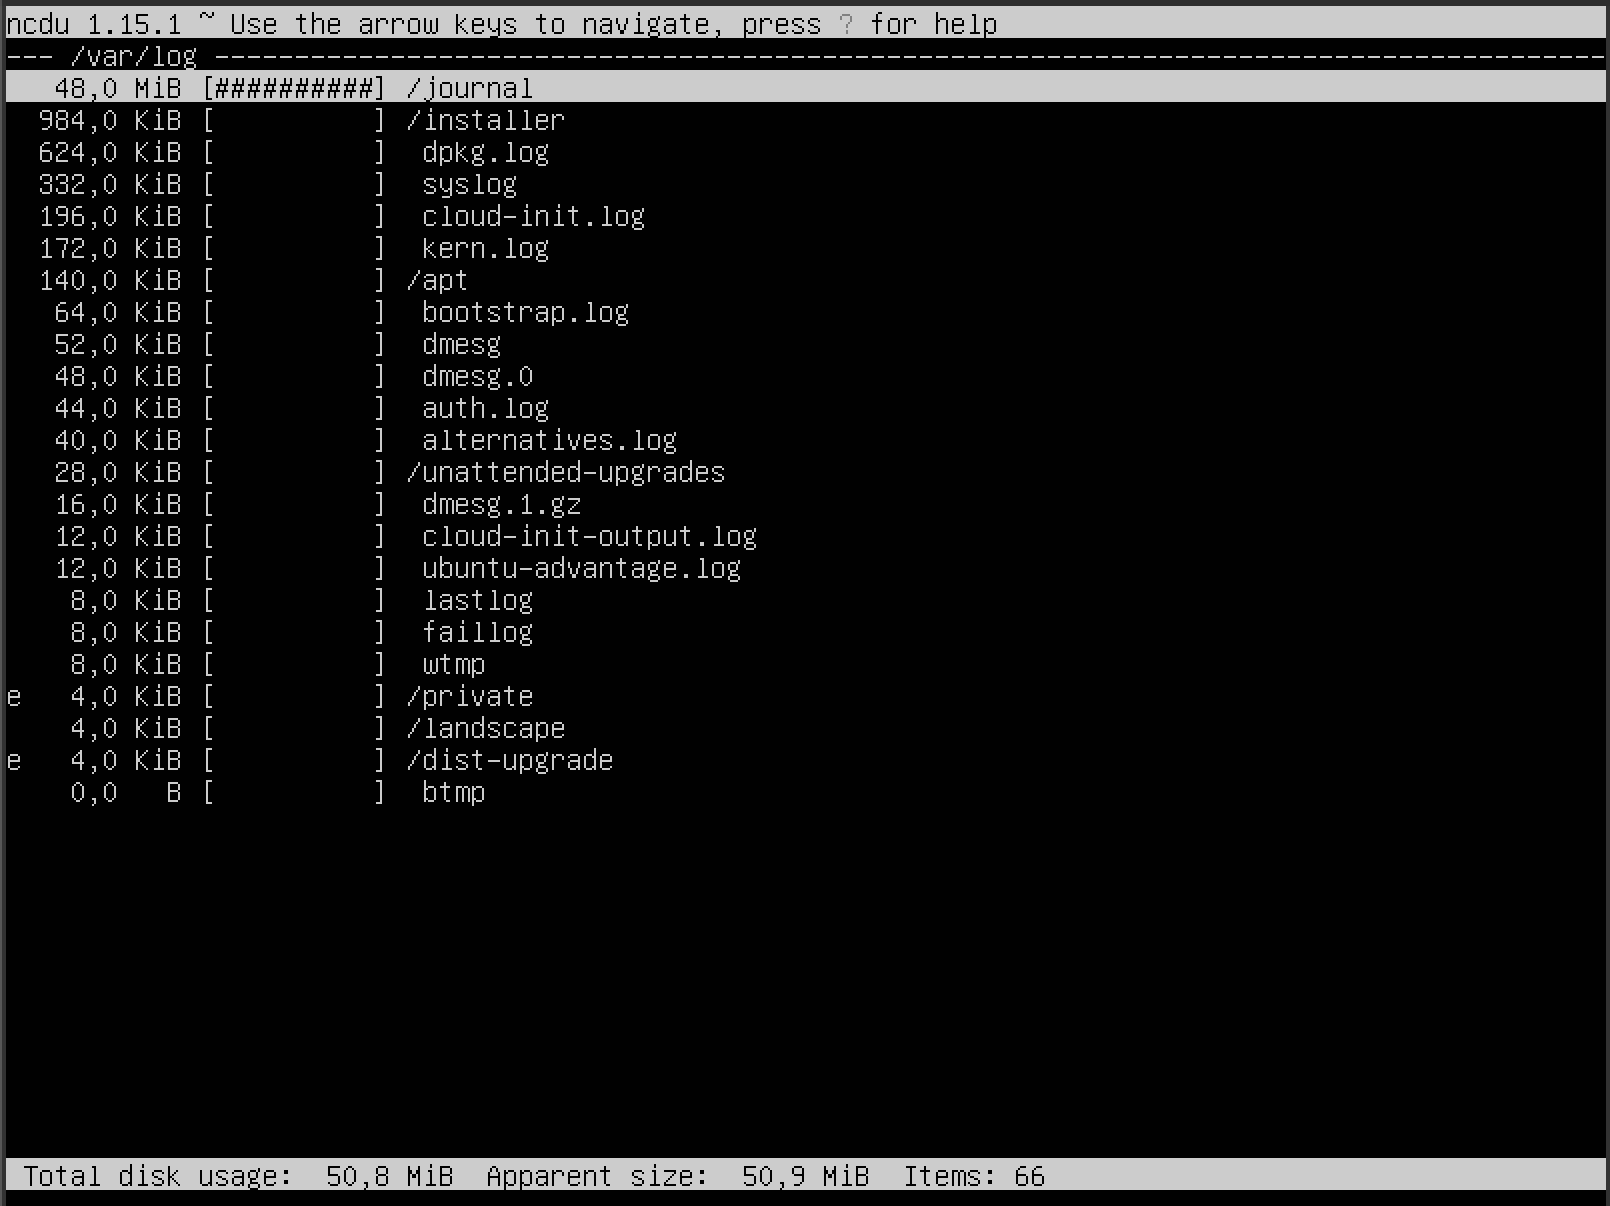 ncdu 1.15.1 ~ Use the arrow keys to navigate, press ? for help
--- /var/log ---------------------------------------------------------------------------------------
   48,0 MiB [##########] /journal
  984,0 KiB [          ] /installer
  624,0 KiB [          ]  dpkg.log
  332,0 KiB [          ]  syslog
  196,0 KiB [          ]  cloud-init.log
  172,0 KiB [          ]  kern.log
  140,0 KiB [          ] /apt
   64,0 KiB [          ]  bootstrap.log
   52,0 KiB [          ]  dmesg
   48,0 KiB [          ]  dmesg.0
   44,0 KiB [          ]  auth.log
   40,0 KiB [          ]  alternatives.log
   28,0 KiB [          ] /unattended-upgrades
   16,0 KiB [          ]  dmesg.1.gz
   12,0 KiB [          ]  cloud-init-output.log
   12,0 KiB [          ]  ubuntu-advantage.log
    8,0 KiB [          ]  lastlog
    8,0 KiB [          ]  faillog
    8,0 KiB [          ]  wtmp
e   4,0 KiB [          ] /private
    4,0 KiB [          ] /landscape
e   4,0 KiB [          ] /dist-upgrade
    0,0   B [          ]  btmp
 Total disk usage:  50,8 MiB  Apparent size:  50,9 MiB  Items: 66